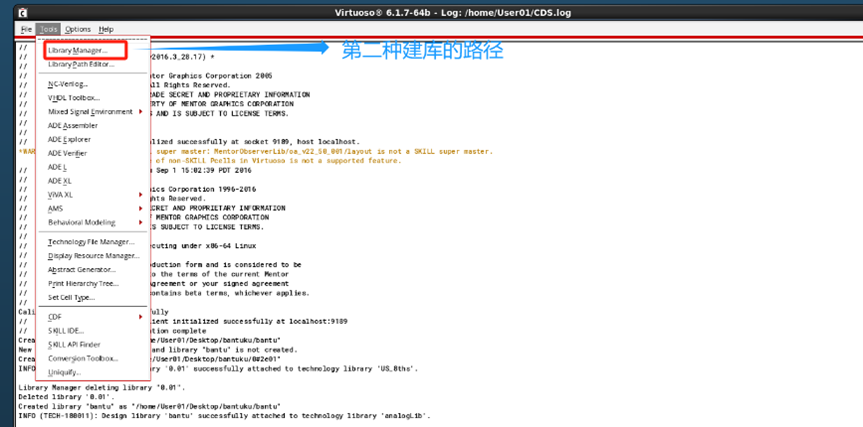 Virtuoso® 6.1.7-64b - Log: /home/User01/CDS.log
File Tools Options Help
Library Manager...
第二种建库的路径
Library Path Editor...
NC-Verilog...
VHDL Toolbox...
Mixed Signal Environment
ADE Assembler
ADE Explorer
ADE Verifier
ADE L
ADE XL
ViVA XL
AMS
Behavioral Modeling
Technology File Manager...
Display Resource Manager...
Abstract Generator...
Print Hierarchy Tree...
Set Cell Type...
CDF
SKILL IDE...
SKILL API Finder
Conversion Toolbox...
Uniquify...
//
// 2016.3_28.17) *
//
// tor Graphics Corporation 2005
// All Rights Reserved.
// ADE SECRET AND PROPRIETARY INFORMATION
// RTY OF MENTOR GRAPHICS CORPORATION
// S AND IS SUBJECT TO LICENSE TERMS.
//
//
// alized successfully at socket 9189, host localhost.
*WAR super master: MentorObserverLib/oa_v22_50_001/layout is not a SKILL super master.
e of non-SKILL Pcells in Virtuoso is not a supported feature.
// Sep 1 15:02:39 PDT 2016
//
// ics Corporation 1996-2016
// ghts Reserved.
// CRET AND PROPRIETARY INFORMATION
// MENTOR GRAPHICS CORPORATION
// S SUBJECT TO LICENSE TERMS.
//
// cuting under x86-64 Linux
//
// oduction form and is considered to be
// o the terms of the current Mentor
// Agreement or your signed agreement
// ontains beta terms, whichever applies.
//
Cali fully
// ient initialized successfully at localhost:9189
// tion complete
Crea /home/User01/Desktop/bantuku/bantu"
New and library "bantu" is not created.
Crea /home/User01/Desktop/bantuku/0#2e01"
INFO '0.01' successfully attached to technology library 'US_8ths'.
Library Manager deleting library '0.01'.
Deleted library '0.01'.
Created library "bantu" as "/home/User01/Desktop/bantuku/bantu"
INFO (TECH-180011): Design library 'bantu' successfully attached to technology library 'analogLib'.